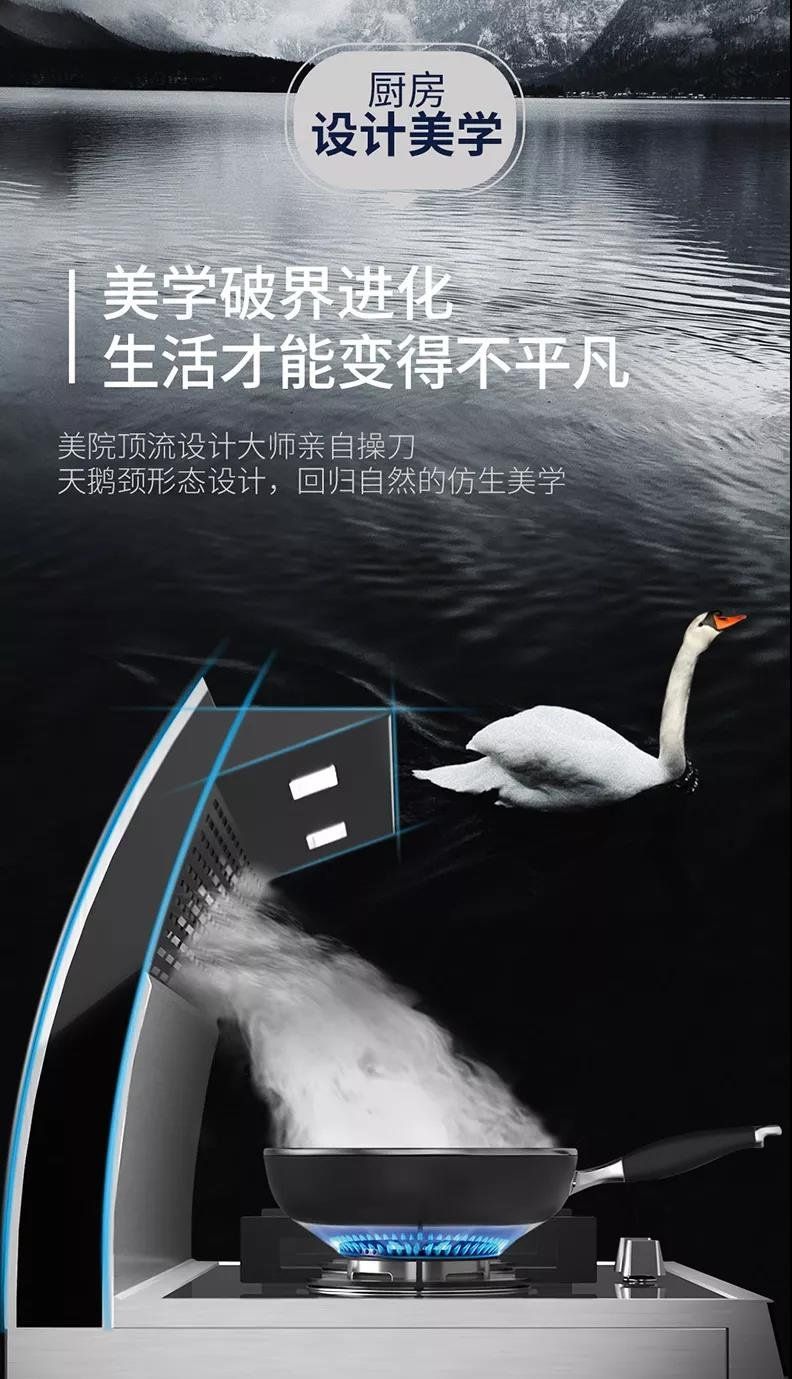 厨房
设计美学
美学破界进化
生活才能变得不平凡
美院顶流设计大师亲自操刀
天鹅颈形态设计，回归自然的仿生美学